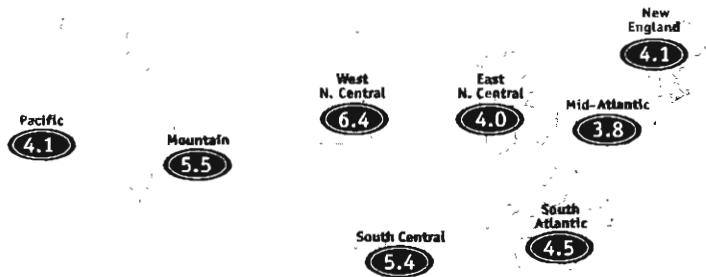 New
England
4.1
West
N. Central
6.4
East
N. Central
4.0
Mid-Atlantic
3.8
Pacific
4.1
Mountain
5.5
South Central
5.4
South
Atlantic
4.5